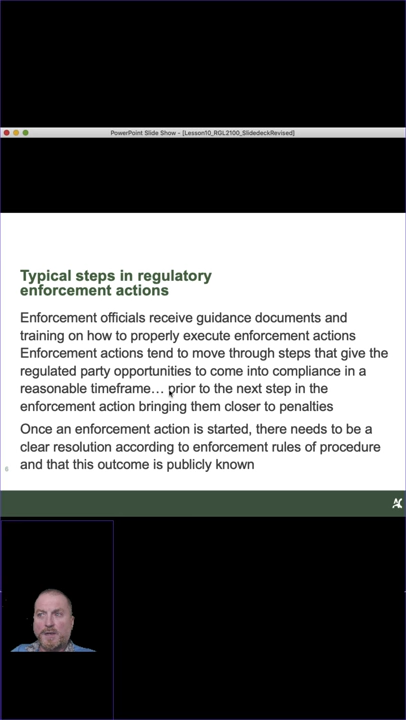 PowerPoint Slide Show - [Lesson10_RGL2100_SlidedeckRevised]
Typical steps in regulatory
enforcement actions
Enforcement officials receive guidance documents and
training on how to properly execute enforcement actions
Enforcement actions tend to move through steps that give the
regulated party opportunities to come into compliance in a
reasonable timeframe… prior to the next step in the
enforcement action bringing them closer to penalties
Once an enforcement action is started, there needs to be a
clear resolution according to enforcement rules of procedure
and that this outcome is publicly known